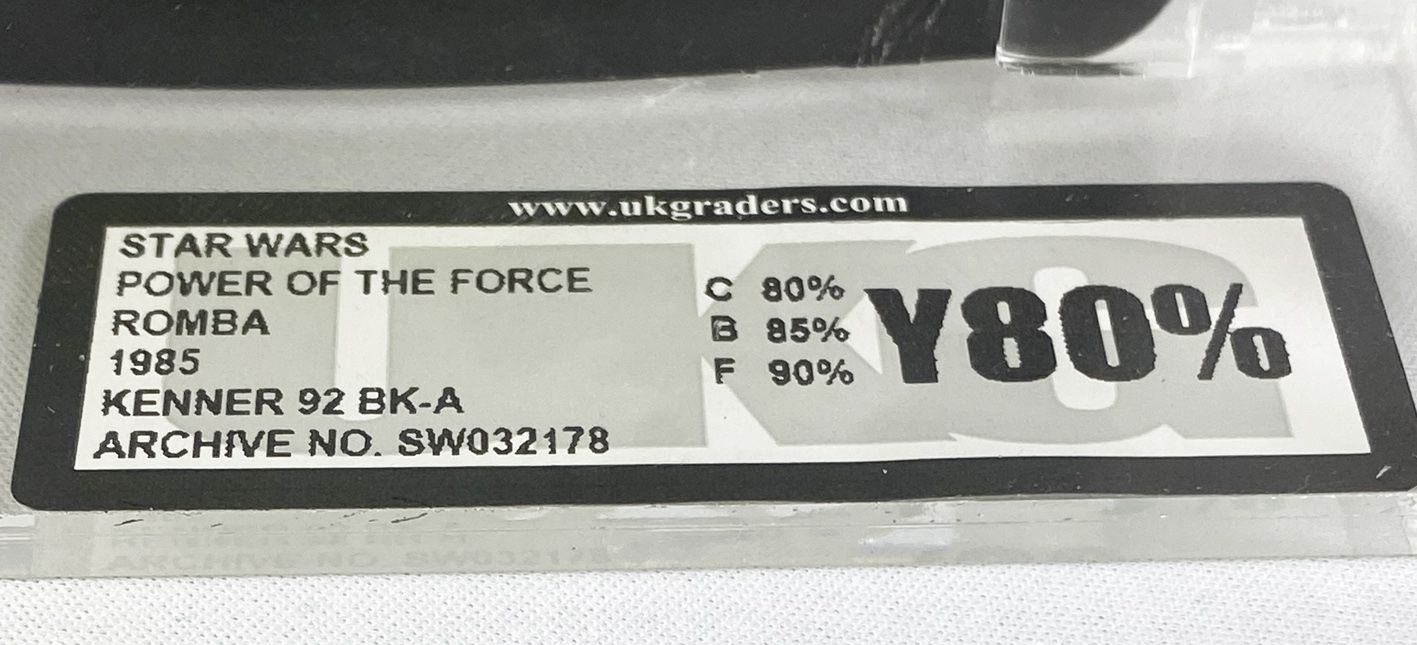 www.ukgraders.com
STAR WARS
POWER OF THE FORCE
ROMBA
1985
KENNER 92 BK-A
ARCHIVE NO. SW032178
C 80%
B 85%
F 90%
Y80%
UKG